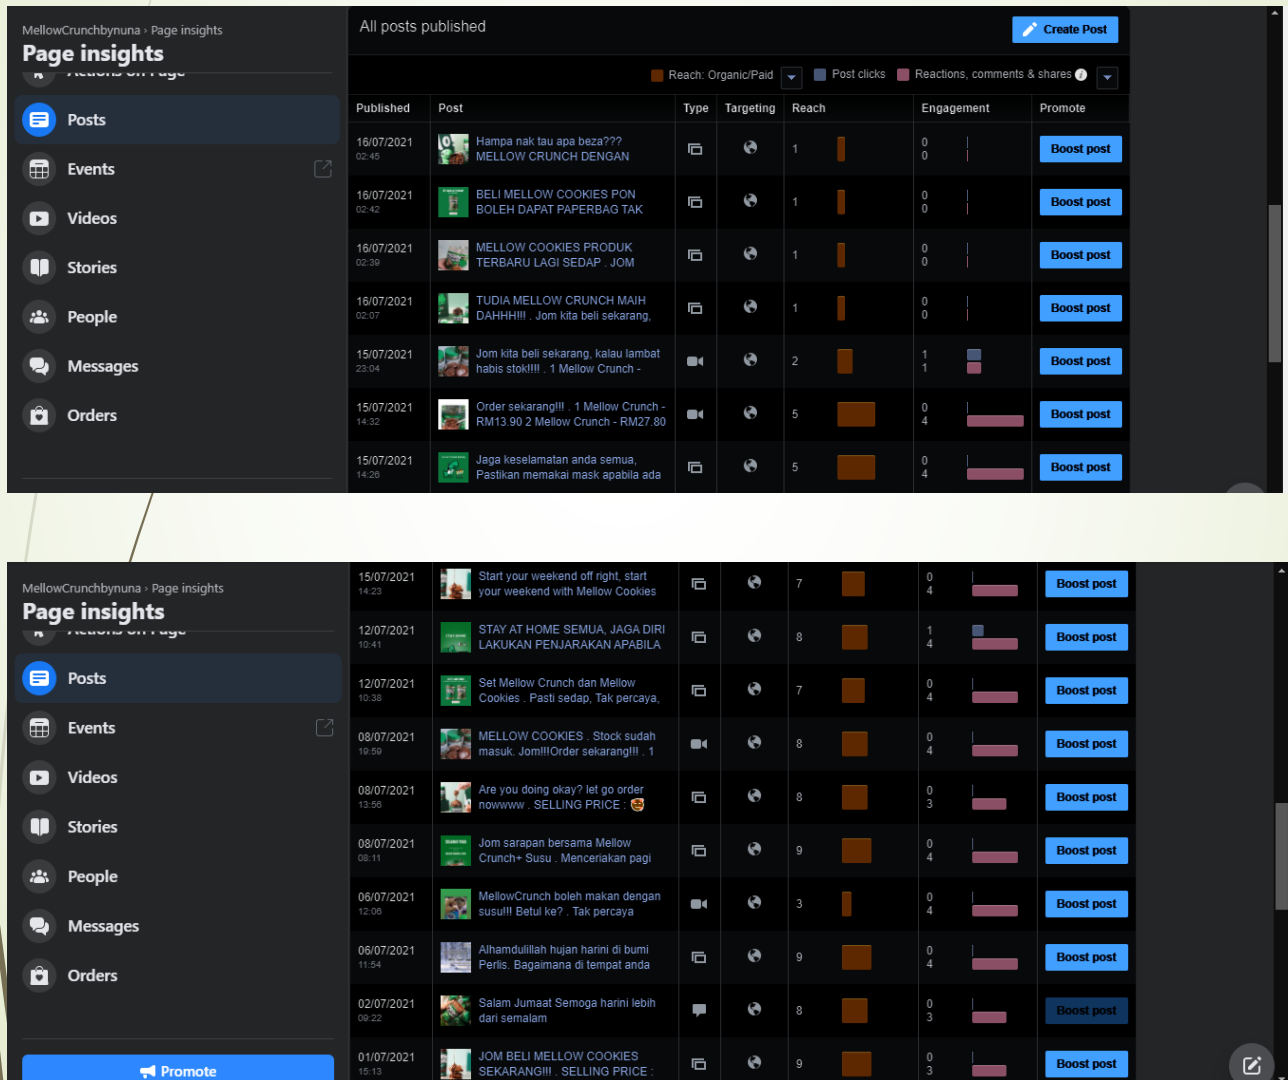 MellowCrunchbynuna › Page insights
Page insights
Actions on Page
Posts
Events
Videos
Stories
People
Messages
Orders
All posts published
Create Post
Reach: Organic/Paid
Post clicks
Reactions, comments & shares
Published Post Type Targeting Reach Engagement Promote
16/07/2021 Hampa nak tau apa beza??? 1 0 Boost post
02:45 MELLOW CRUNCH DENGAN 0
16/07/2021 BELI MELLOW COOKIES PON 1 0 Boost post
02:42 BOLEH DAPAT PAPERBAG TAK 0
16/07/2021 MELLOW COOKIES PRODUK 1 0 Boost post
02:39 TERBARU LAGI SEDAP . JOM 0
16/07/2021 TUDIA MELLOW CRUNCH MAIH 1 0 Boost post
02:07 DAHHH!!! . Jom kita beli sekarang, 0
15/07/2021 Jom kita beli sekarang, kalau lambat 2 1 Boost post
23:04 habis stok!!!! . 1 Mellow Crunch - 1
15/07/2021 Order sekarang!!! . 1 Mellow Crunch - 5 0 Boost post
14:32 RM13.90 2 Mellow Crunch - RM27.80 4
15/07/2021 Jaga keselamatan anda semua, 5 0 Boost post
14:26 Pastikan memakai mask apabila ada 4
MellowCrunchbynuna › Page insights
Page insights
Actions on Page
Posts
Events
Videos
Stories
People
Messages
Orders
Promote
15/07/2021 Start your weekend off right, start 7 0 Boost post
14:23 your weekend with Mellow Cookies 4
12/07/2021 STAY AT HOME SEMUA, JAGA DIRI 8 1 Boost post
10:41 LAKUKAN PENJARAKAN APABILA 4
12/07/2021 Set Mellow Crunch dan Mellow 7 0 Boost post
10:38 Cookies . Pasti sedap, Tak percaya, 4
08/07/2021 MELLOW COOKIES . Stock sudah 8 0 Boost post
19:59 masuk. Jom!!!Order sekarang!!! . 1 4
08/07/2021 Are you doing okay? let go order 8 0 Boost post
13:56 nowwww . SELLING PRICE : 3
08/07/2021 Jom sarapan bersama Mellow 9 0 Boost post
08:11 Crunch+ Susu . Menceriakan pagi 4
06/07/2021 MellowCrunch boleh makan dengan 3 0 Boost post
12:06 susu!!! Betul ke? . Tak percaya 4
06/07/2021 Alhamdulillah hujan harini di bumi 9 0 Boost post
11:54 Perlis. Bagaimana di tempat anda 4
02/07/2021 Salam Jumaat Semoga harini lebih 8 0 Boost post
09:22 dari semalam 3
01/07/2021 JOM BELI MELLOW COOKIES 9 0 Boost post
15:13 SEKARANG!!! . SELLING PRICE : 3